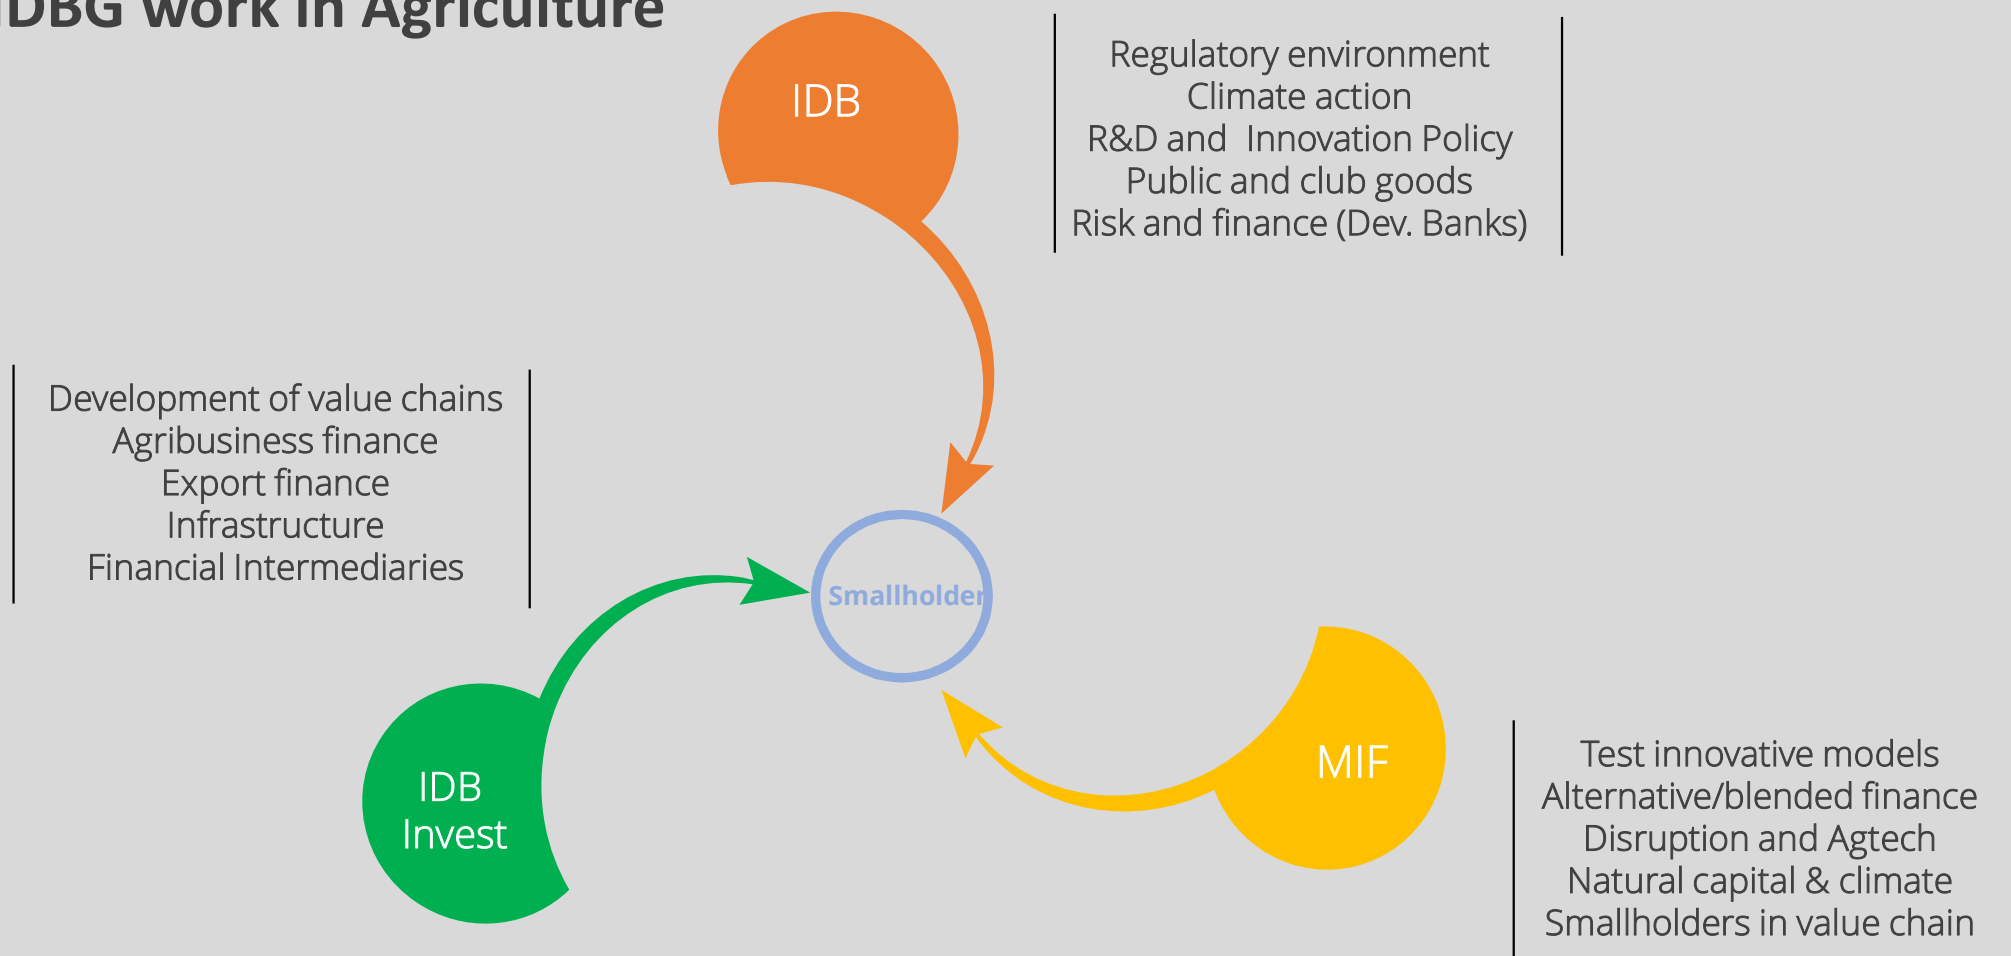 IDBG work in Agriculture
IDB
Regulatory environment
Climate action
R&D and  Innovation Policy
Public and club goods
Risk and finance (Dev. Banks)
Development of value chains
Agribusiness finance
Export finance
Infrastructure
Financial Intermediaries
Smallholder
IDB
Invest
MIF
Test innovative models
Alternative/blended finance
Disruption and Agtech
Natural capital & climate
Smallholders in value chain